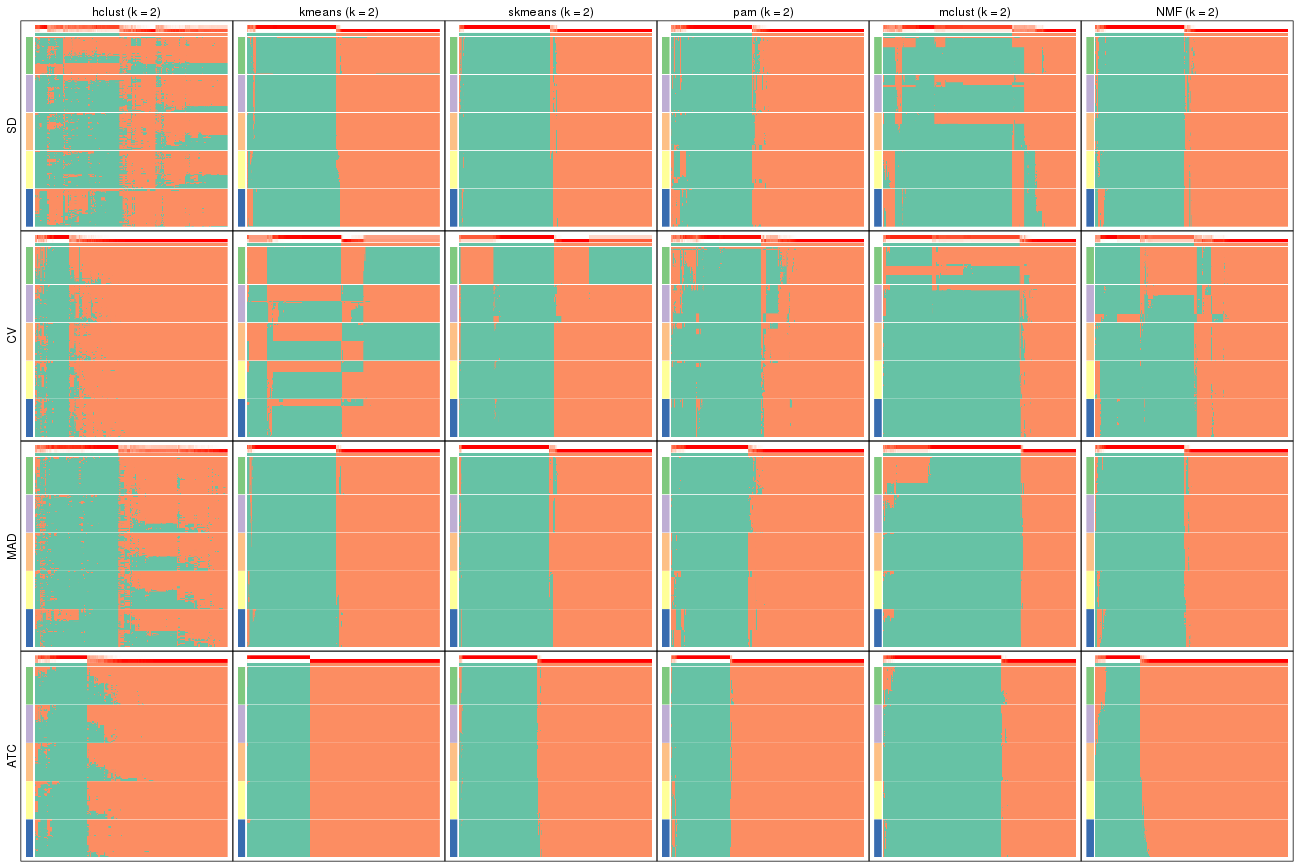 hclust (k = 2)
kmeans (k = 2)
skmeans (k = 2)
pam (k = 2)
mclust (k = 2)
NMF (k = 2)
SD
CV
MAD
ATC